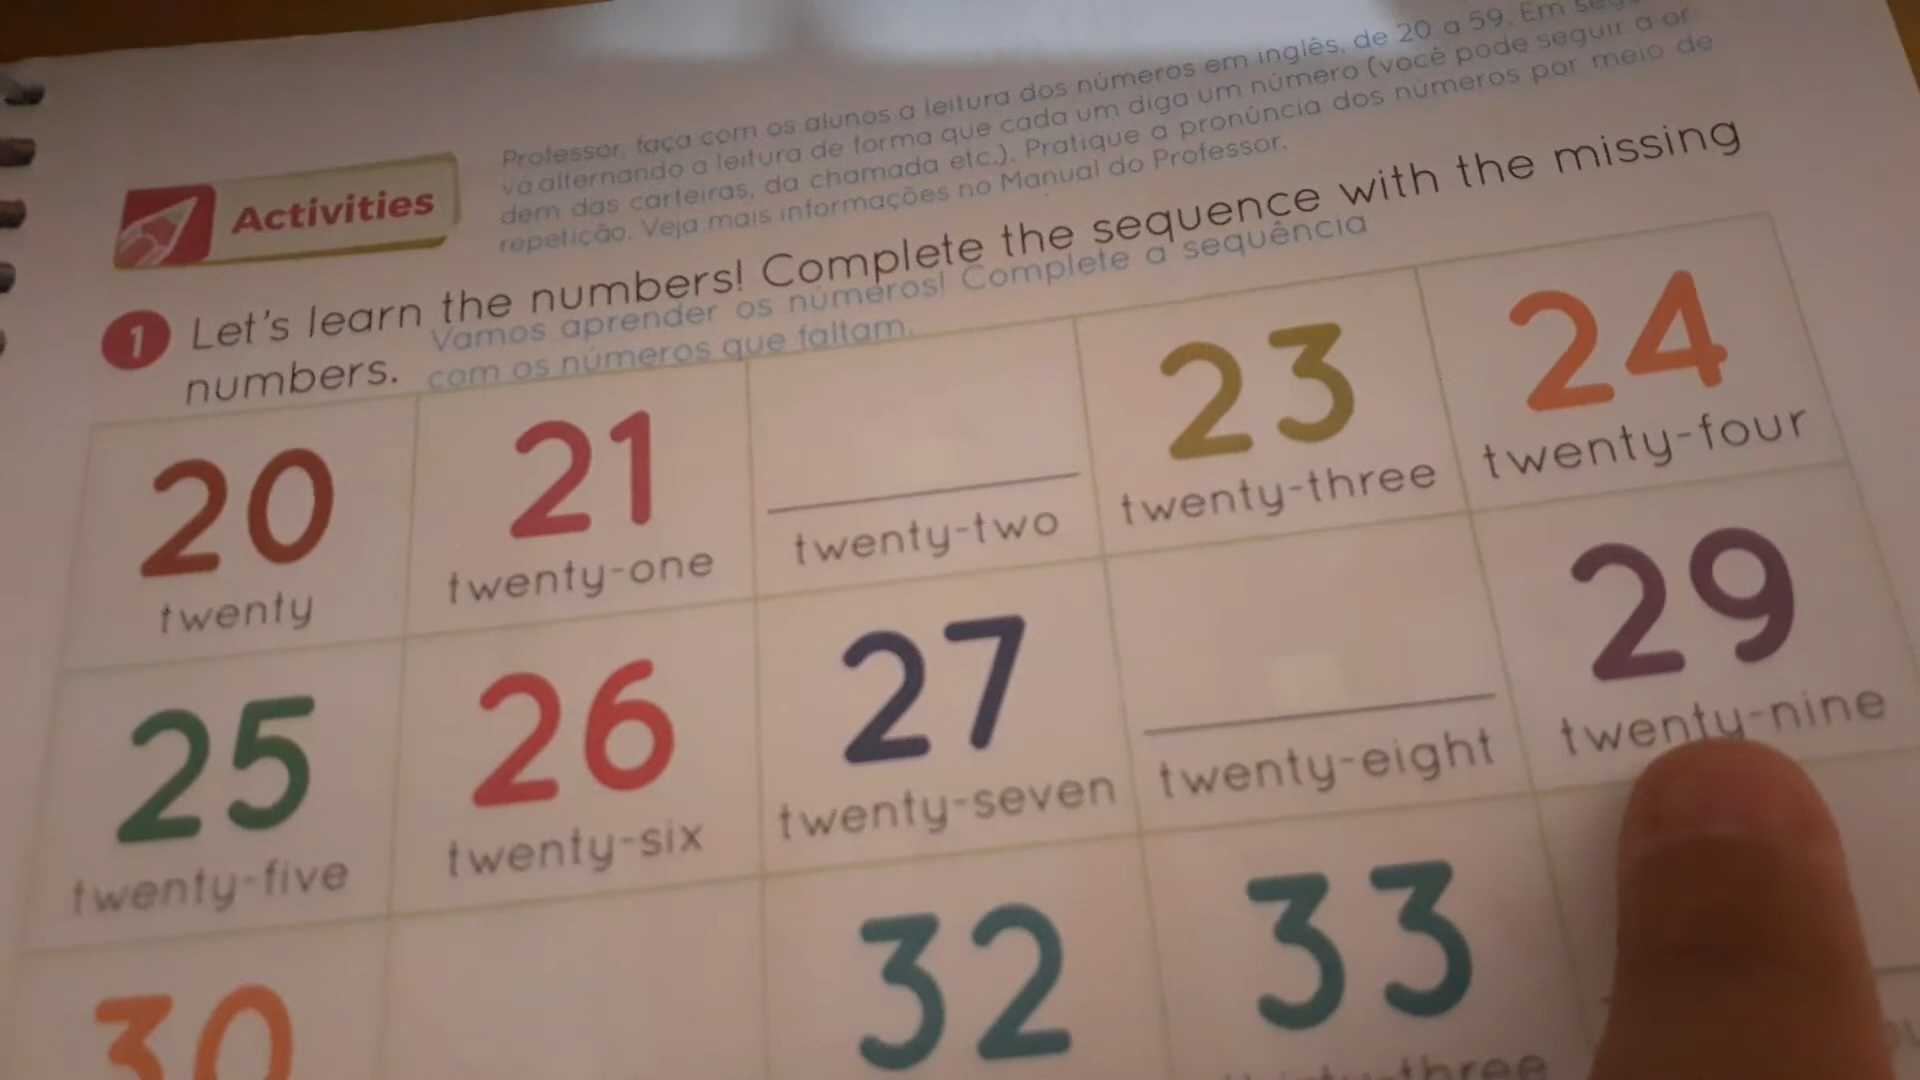 Professor, faça com os alunos a leitura dos números em inglês, de 20 a 59. Em
vá alternando a leitura de forma que cada um diga um número (você pode seguir a or
dem das carteiras, da chamada etc.). Pratique a pronúncia dos números por meio de
repetição. Veja mais informações no Manual do Professor.
Activities
1 Let's learn the numbers! Complete the sequence with the missing
numbers.
Vamos aprender os números! Complete a sequência
com os números que faltam.
20 21 23 24
twenty twenty-one twenty-two twenty-three twenty-four
25 26 27 29
twenty-five twenty-six twenty-seven twenty-eight twenty-nine
30 32 33